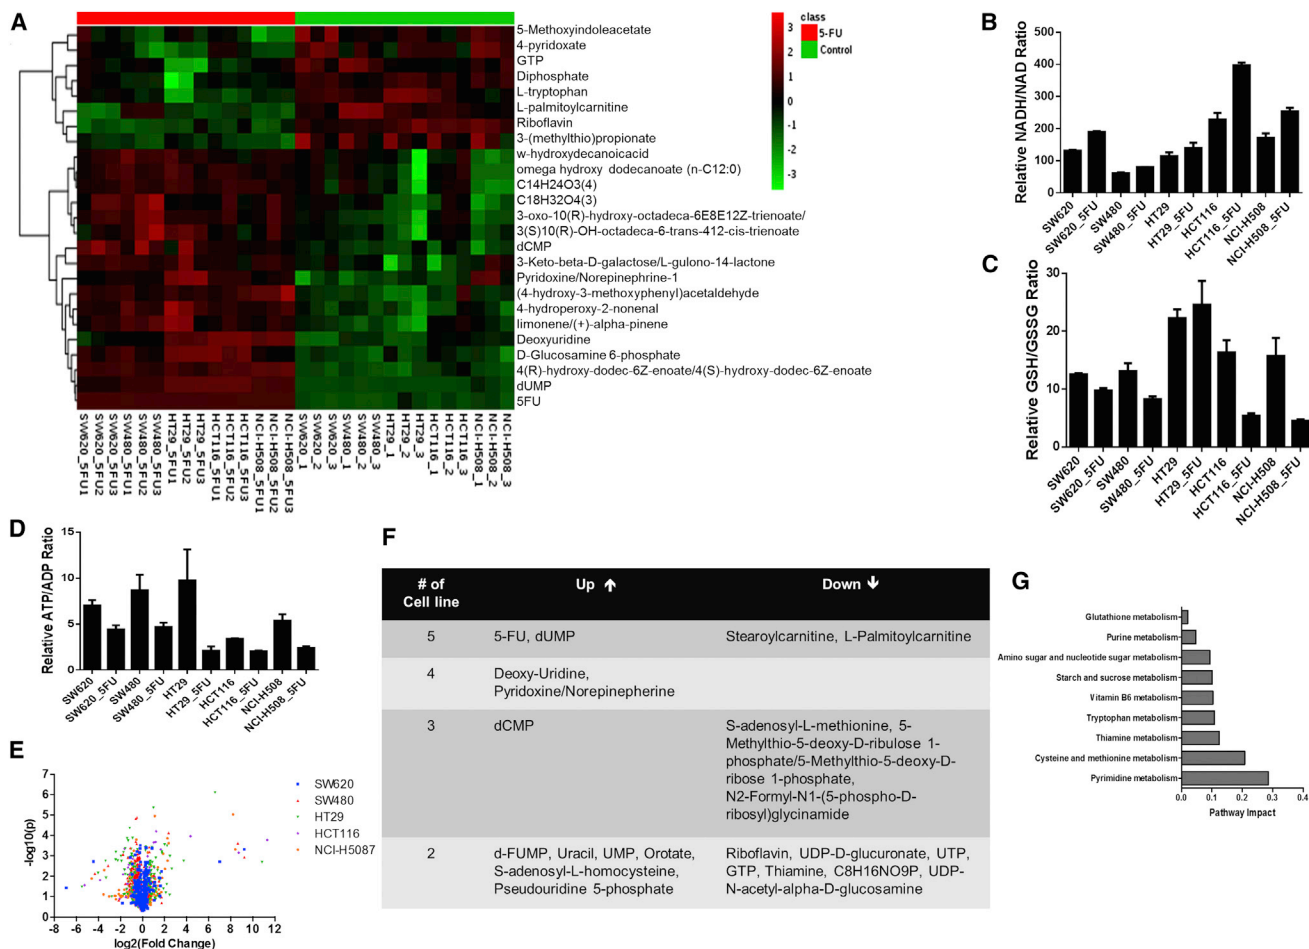 A
5-Methoxyindoleacetate
4-pyridoxate
GTP
Diphosphate
L-tryptophan
L-palmitoylcarnitine
Riboflavin
3-(methylthio)propionate
w-hydroxydecanoicacid
omega hydroxy dodecanoate (n-C12:0)
C14H24O3(4)
C18H32O4(3)
3-oxo-10(R)-hydroxy-octadeca-6E8E12Z-trienoate/
3(S)10(R)-OH-octadeca-6-trans-412-cis-trienoate
dCMP
3-Keto-beta-D-galactose/L-gulono-14-lactone
Pyridoxine/Norepinephrine-1
(4-hydroxy-3-methoxyphenyl)acetaldehyde
4-hydroperoxy-2-nonenal
limonene/(+)-alpha-pinene
Deoxyuridine
D-Glucosamine 6-phosphate
4(R)-hydroxy-dodec-6Z-enoate/4(S)-hydroxy-dodec-6Z-enoate
dUMP
5FU
SW620_5FU1
SW620_5FU2
SW620_5FU3
SW480_5FU1
SW480_5FU2
SW480_5FU3
HT29_5FU1
HT29_5FU2
HT29_5FU3
HCT116_5FU1
HCT116_5FU2
HCT116_5FU3
NCI-H508_5FU1
NCI-H508_5FU2
NCI-H508_5FU3
SW620_1
SW620_2
SW620_3
SW480_1
SW480_2
SW480_3
HT29_1
HT29_2
HT29_3
HCT116_1
HCT116_2
HCT116_3
NCI-H508_1
NCI-H508_2
NCI-H508_3
3
2
1
0
-1
-2
-3
class
5-FU
Control
B
Relative NADH/NAD Ratio
500
400
300
200
100
0
SW620
SW620_5FU
SW480
SW480_5FU
HT29
HT29_5FU
HCT116
HCT116_5FU
NCI-H508
NCI-H508_5FU
C
Relative GSH/GSSG Ratio
30
20
10
0
SW620
SW620_5FU
SW480
SW480_5FU
HT29
HT29_5FU
HCT116
HCT116_5FU
NCI-H508
NCI-H508_5FU
D
Relative ATP/ADP Ratio
15
10
5
0
SW620
SW620_5FU
SW480
SW480_5FU
HT29
HT29_5FU
HCT116
HCT116_5FU
NCI-H508
NCI-H508_5FU
E
-log10(p)
7
6
5
4
3
2
1
0
-8 -6 -4 -2 0 2 4 6 8 10 12
log2(Fold Change)
SW620
SW480
HT29
HCT116
NCI-H5087
F
# of Cell line Up ↑ Down ↓
5 5-FU, dUMP Stearoylcarnitine, L-Palmitoylcarnitine
4 Deoxy-Uridine,
Pyridoxine/Norepinepherine
3 dCMP S-adenosyl-L-methionine, 5-
Methylthio-5-deoxy-D-ribulose 1-
phosphate/5-Methylthio-5-deoxy-D-
ribose 1-phosphate,
N2-Formyl-N1-(5-phospho-D-
ribosyl)glycinamide
2 d-FUMP, Uracil, UMP, Orotate, Riboflavin, UDP-D-glucuronate, UTP,
S-adenosyl-L-homocysteine, GTP, Thiamine, C8H16NO9P, UDP-
Pseudouridine 5-phosphate N-acetyl-alpha-D-glucosamine
G
Glutathione metabolism
Purine metabolism
Amino sugar and nucleotide sugar metabolism
Starch and sucrose metabolism
Vitamin B6 metabolism
Tryptophan metabolism
Thiamine metabolism
Cysteine and methionine metabolism
Pyrimidine metabolism
0.0 0.1 0.2 0.3 0.4
Pathway Impact